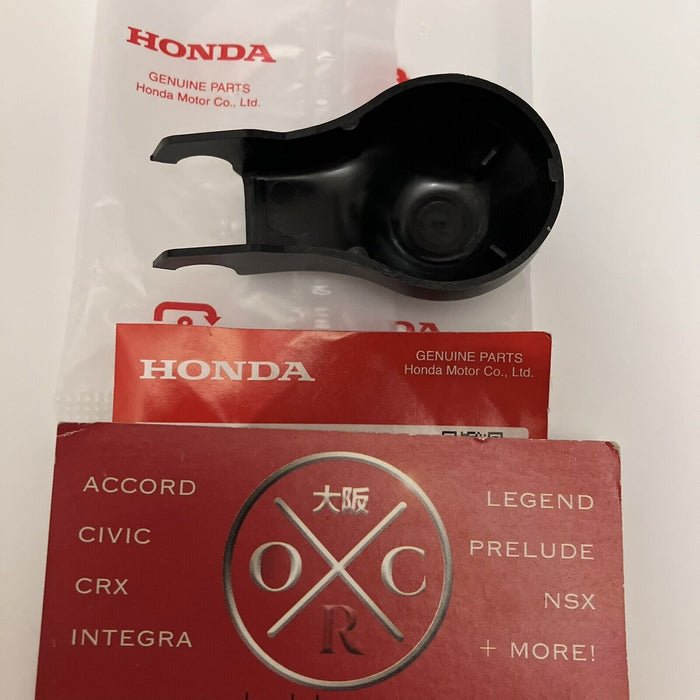 HONDA
GENUINE PARTS
Honda Motor Co., Ltd.
DA
HONDA
GENUINE PARTS
Honda Motor Co., Ltd.
ACCORD
CIVIC
CRX
INTEGRA
大阪
O C
R
LEGEND
PRELUDE
NSX
+ MORE!